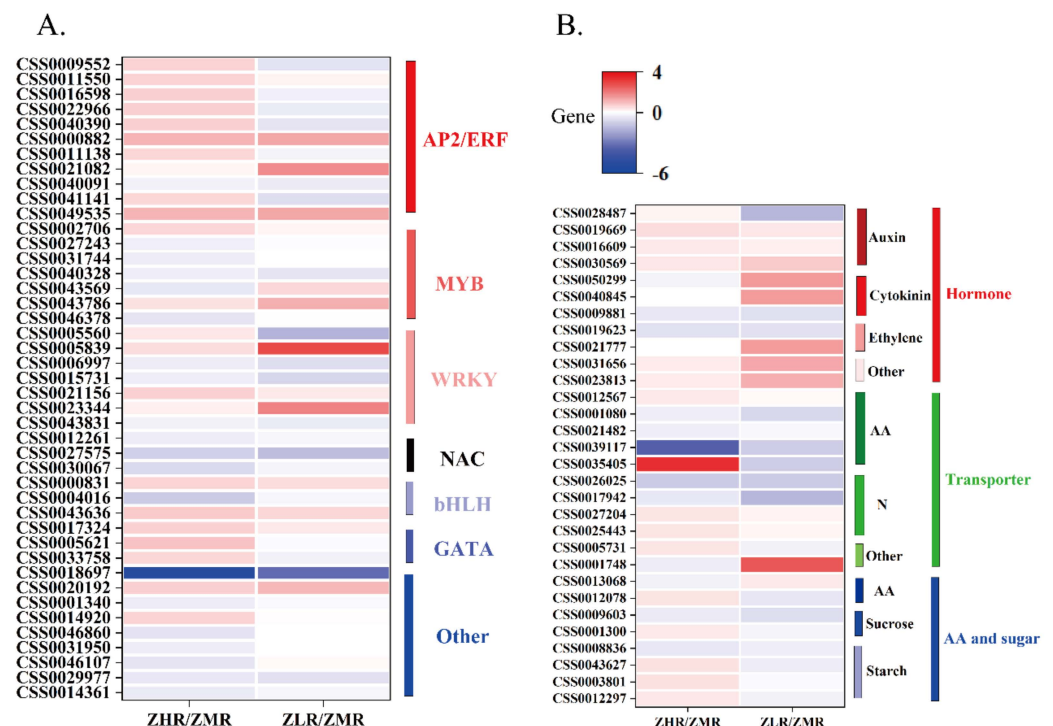 A.
CSS0009552
CSS0011550
CSS0016598
CSS0022966
CSS0040390
CSS0000882
CSS0011138
CSS0021082
CSS0040091
CSS0041141
CSS0049535
CSS0002706
CSS0027243
CSS0031744
CSS0040328
CSS0043569
CSS0043786
CSS0046378
CSS0005560
CSS0005839
CSS0006997
CSS0015731
CSS0021156
CSS0023344
CSS0043831
CSS0012261
CSS0027575
CSS0030067
CSS0000831
CSS0004016
CSS0043636
CSS0017324
CSS0005621
CSS0033758
CSS0018697
CSS0020192
CSS0001340
CSS0014920
CSS0046860
CSS0031950
CSS0046107
CSS0029977
CSS0014361
AP2/ERF
MYB
WRKY
NAC
bHLH
GATA
Other
ZHR/ZMR ZLR/ZMR
B.
Gene
4
0
-6
CSS0028487
CSS0019669
CSS0016609
CSS0030569
CSS0050299
CSS0040845
CSS0009881
CSS0019623
CSS0021777
CSS0031656
CSS0023813
CSS0012567
CSS0001080
CSS0021482
CSS0039117
CSS0035405
CSS0026025
CSS0017942
CSS0027204
CSS0025443
CSS0005731
CSS0001748
CSS0013068
CSS0012078
CSS0009603
CSS0001300
CSS0008836
CSS0043627
CSS0003801
CSS0012297
Auxin
Cytokinin
Ethylene
Other
AA
N
Other
AA
Sucrose
Starch
Hormone
Transporter
AA and sugar
ZHR/ZMR ZLR/ZMR